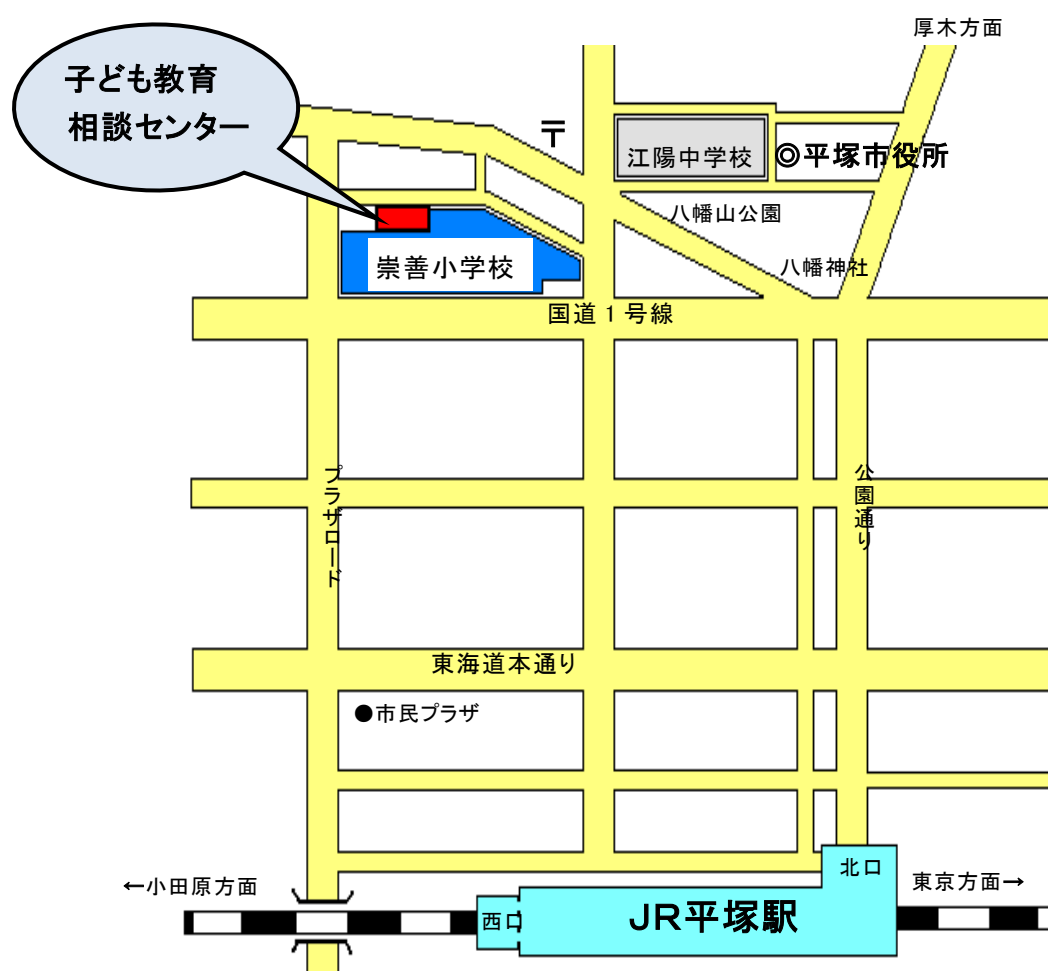 厚木方面
子ども教育
相談センター
〒
江陽中学校
◎平塚市役所
八幡山公園
崇善小学校
八幡神社
国道1号線
プラザロード
公園通り
東海道本通り
●市民プラザ
北口
←小田原方面
東京方面→
西口
JR平塚駅